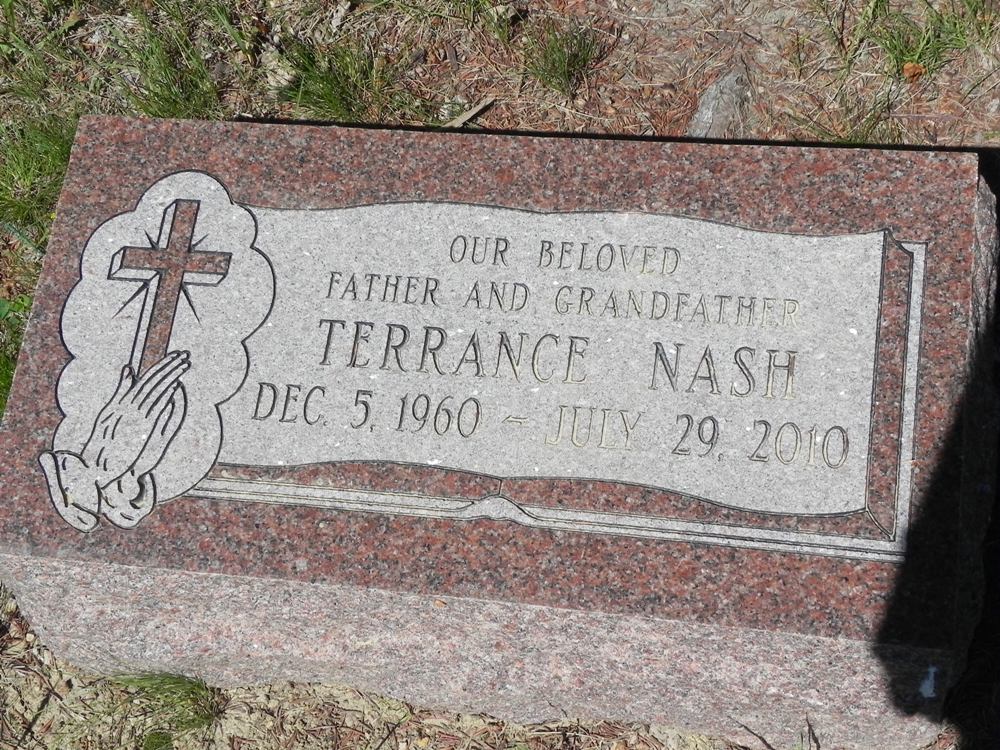 OUR BELOVED
FATHER AND GRANDFATHER
TERRANCE NASH
DEC. 5, 1960 - JULY 29, 2010